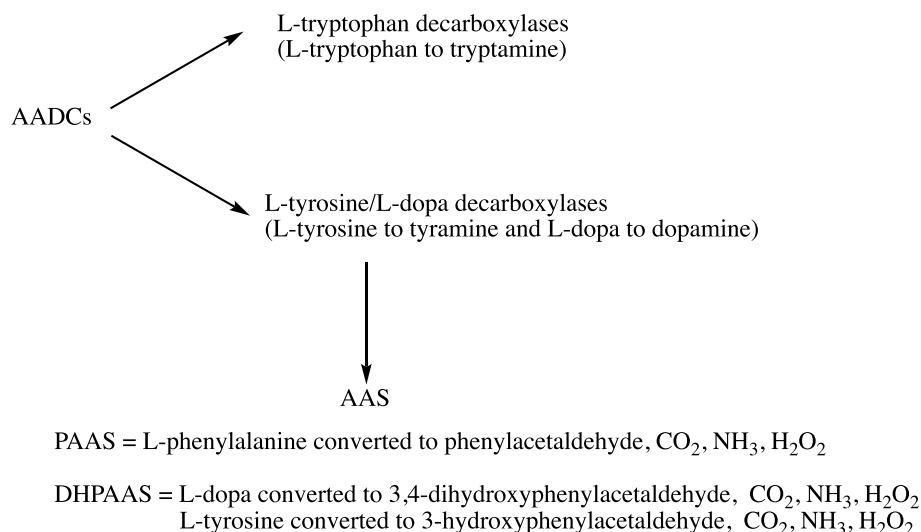 L-tryptophan decarboxylases
(L-tryptophan to tryptamine)
AADCs
L-tyrosine/L-dopa decarboxylases
(L-tyrosine to tyramine and L-dopa to dopamine)
AAS
PAAS = L-phenylalanine converted to phenylacetaldehyde, CO₂, NH₃, H₂O₂
DHPAAS = L-dopa converted to 3,4-dihydroxyphenylacetaldehyde, CO₂, NH₃, H₂O₂
L-tyrosine converted to 3-hydroxyphenylacetaldehyde, CO₂, NH₃, H₂O₂